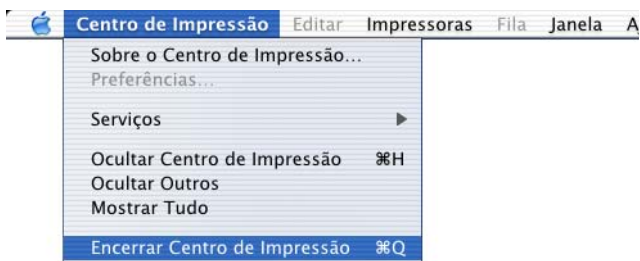 Centro de Impressão Editar Impressoras Fila Janela A
Sobre o Centro de Impressão...
Preferências...
Serviços
Ocultar Centro de Impressão ⌘H
Ocultar Outros
Mostrar Tudo
Encerrar Centro de Impressão ⌘Q